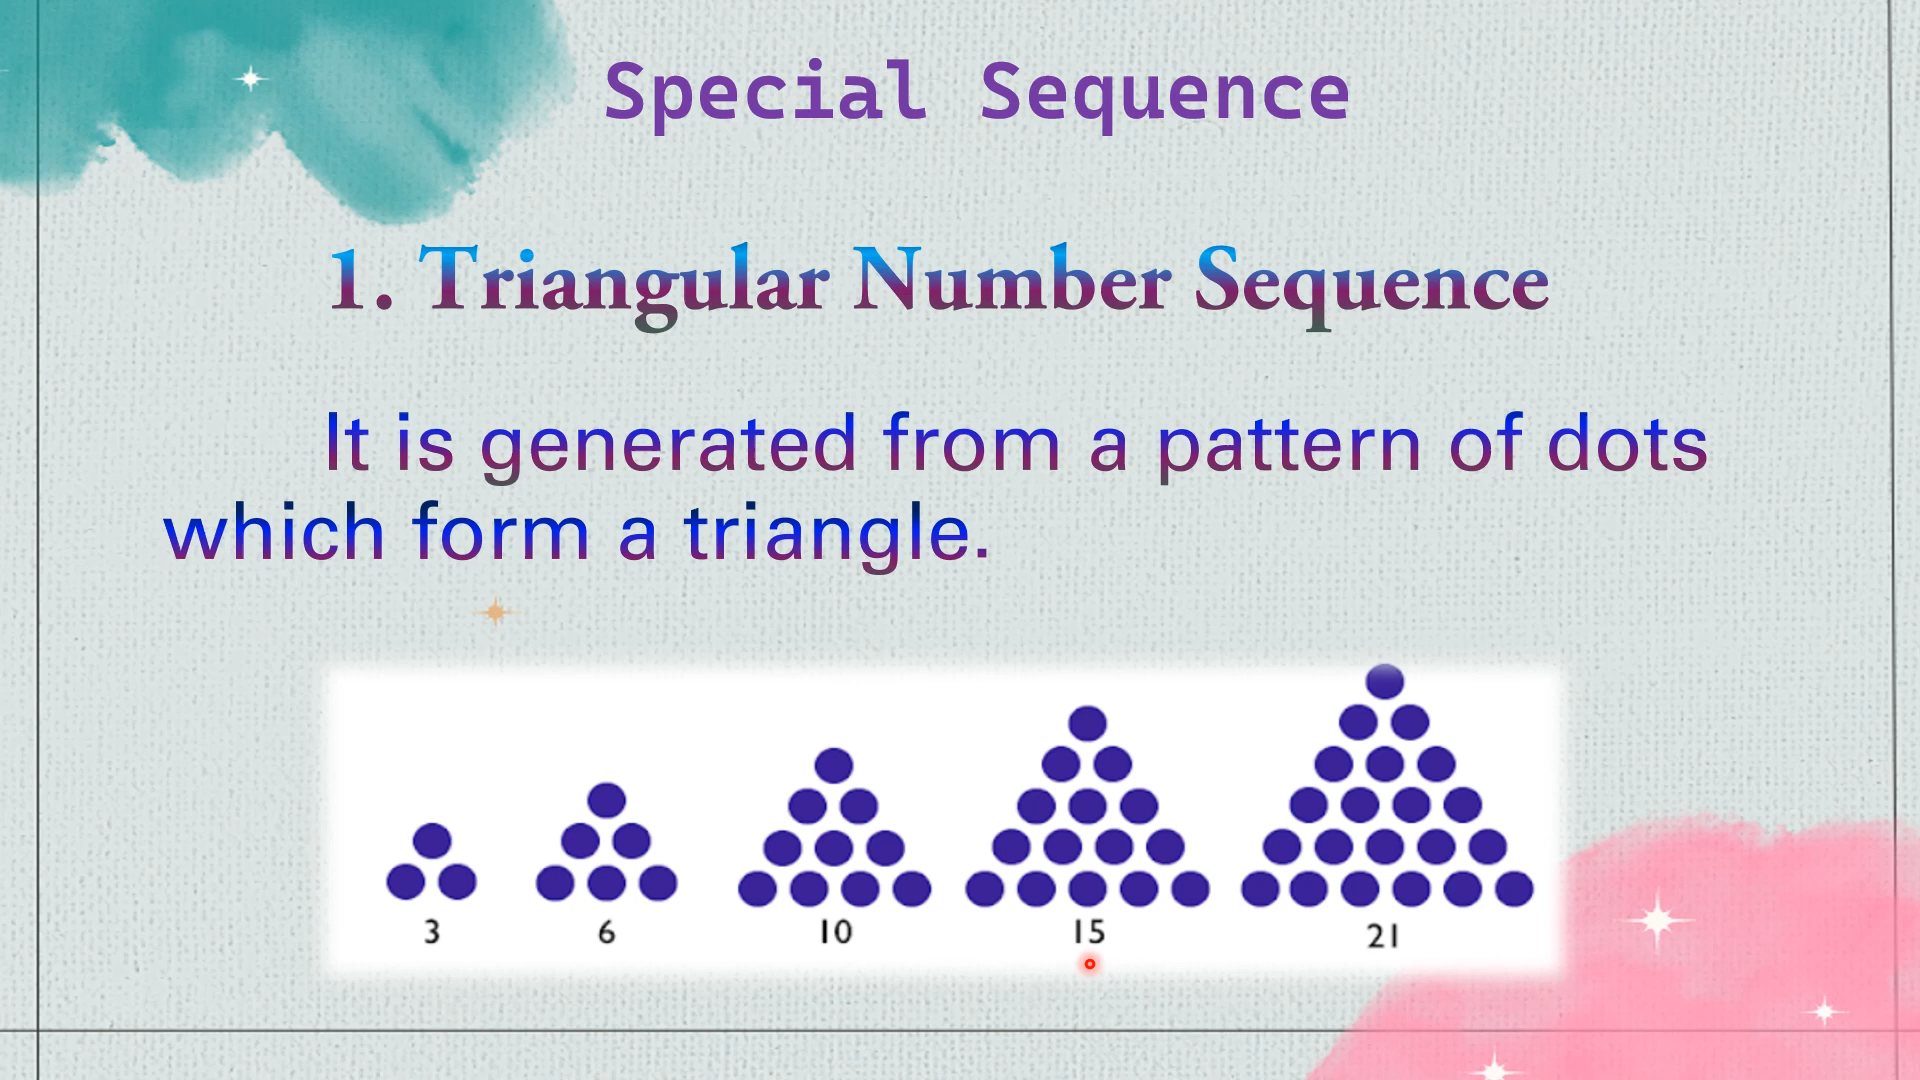 Special Sequence
1. Triangular Number Sequence
It is generated from a pattern of dots
which form a triangle.
3 6 10 15 21